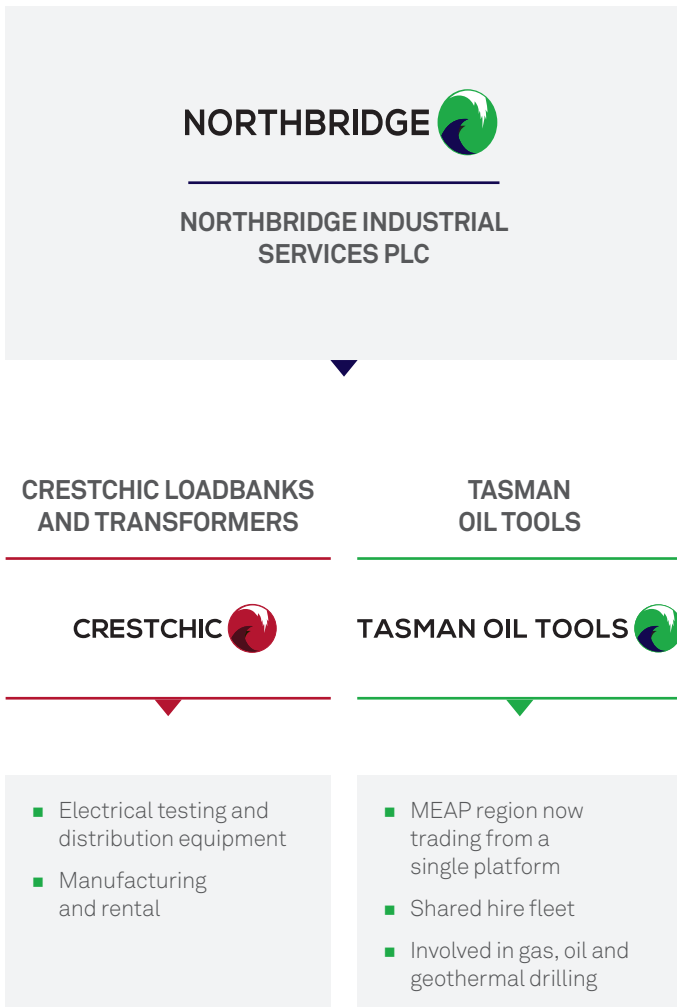 NORTHBRIDGE
NORTHBRIDGE INDUSTRIAL
SERVICES PLC
CRESTCHIC LOADBANKS
AND TRANSFORMERS
CRESTCHIC
Electrical testing and
distribution equipment
Manufacturing
and rental
TASMAN
OIL TOOLS
TASMAN OIL TOOLS
MEAP region now
trading from a
single platform
Shared hire fleet
Involved in gas, oil and
geothermal drilling